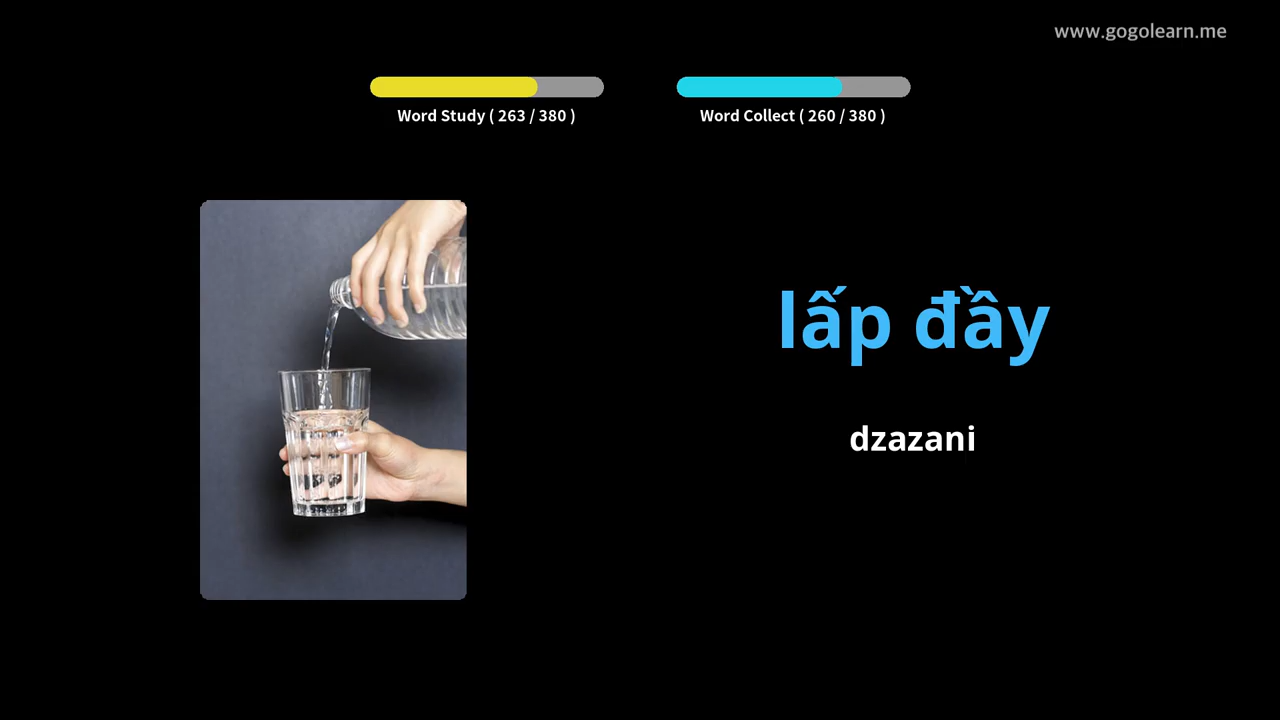 www.gogolearn.me
Word Study ( 263 / 380 )
Word Collect ( 260 / 380 )
lấp đầy
dzazani